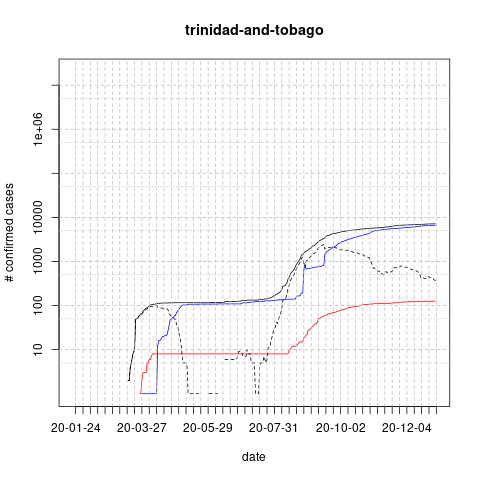 trinidad-and-tobago
# confirmed cases
1e+06
10000
1000
100
10
20-01-24 20-03-27 20-05-29 20-07-31 20-10-02 20-12-04
date